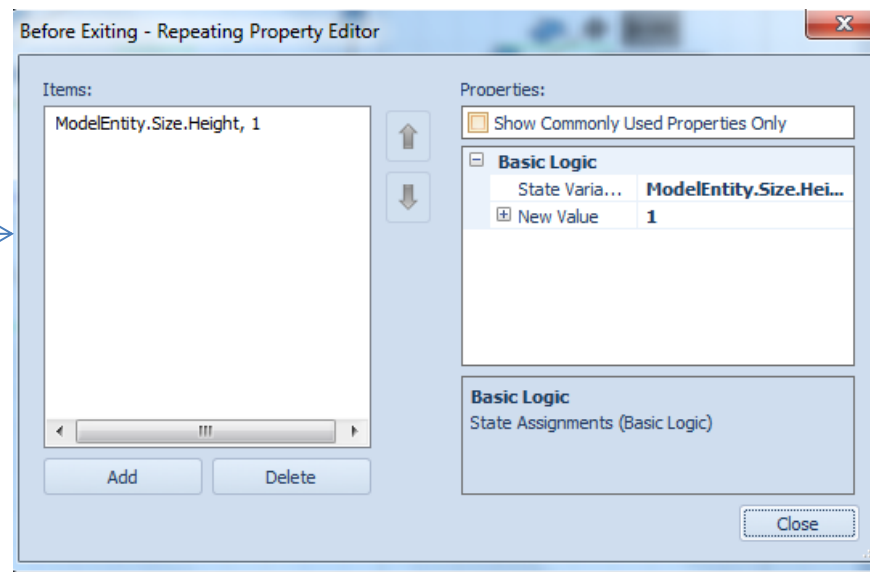 Before Exiting - Repeating Property Editor
Items:
ModelEntity.Size.Height, 1
Add
Delete
Properties:
Show Commonly Used Properties Only
Basic Logic
State Varia... ModelEntity.Size.Hei...
New Value 1
Basic Logic
State Assignments (Basic Logic)
Close